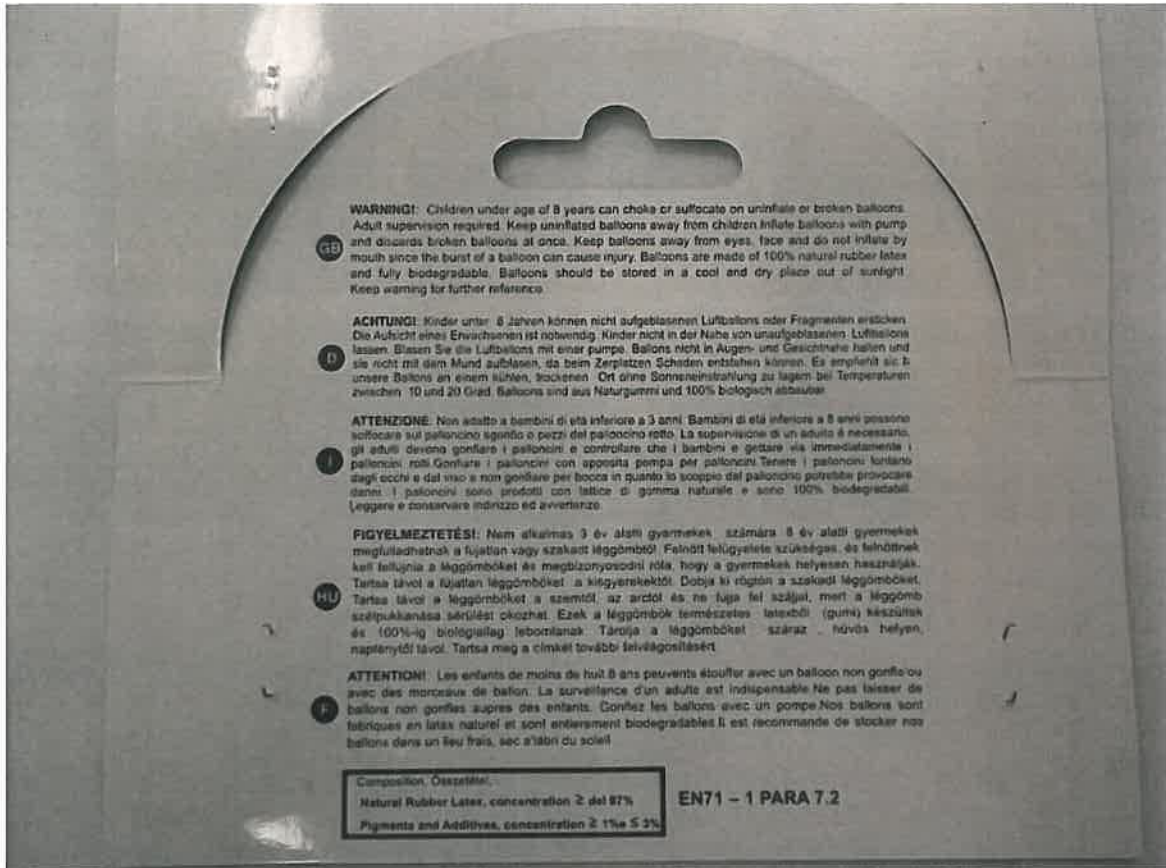 WARNING!: Children under age of 8 years can choke or suffocate on uninflate or broken balloons.
Adult supervision required. Keep uninflated balloons away from children.Inflate balloons with pump
GB
and discards broken balloons at once. Keep balloons away from eyes, face and do not inflate by
mouth since the burst of a balloon can cause injury. Balloons are made of 100% natural rubber latex
and fully biodegradable. Balloons should be stored in a cool and dry place out of sunlight.
Keep warning for further reference
ACHTUNG!: Kinder unter 8 Jahren können nicht aufgeblasenen Luftballons oder Fragmenten ersticken.
Die Aufsicht eines Erwachsenen ist notwendig. Kinder nicht in der Nahe von unaufgeblasenen Luftballons
D
lassen. Blasen Sie die Luftballons mit einer pumpe. Ballons nicht in Augen- und Gesichtnahe halten und
sie nicht mit dem Mund aufblasen, da beim Zerplatzen Schaden entstehen können. Es empfiehlt sic h
unsere Ballons an einem kühlen, trockenen Ort ohne Sonneneinstrahlung zu lagern bei Temperaturen
zwischen 10 und 20 Grad. Balloons sind aus Naturgummi und 100% biologisch abbaubar
ATTENZIONE: Non adatto a bambini di età inferiore a 3 anni. Bambini di età inferiore a 8 anni possono
soffocare sul palloncino sgonfio o pezzi del palloncino rotto. La supervisione di un adulto è necessario,
gli adulti devono gonfiare i palloncini e controllare che i bambini e gettare via immediatamente i
I
palloncini rotti.Gonfiare i palloncini con apposita pompa per palloncini.Tenere i palloncini lontano
dagli occhi e dal viso e non gonfiare per bocca in quanto lo scoppio del palloncino potrebbe provocare
danni. I palloncini sono prodotti con lattice di gomma naturale e sono 100% biodegradabili.
Leggere e conservare indirizzo ed avvertenze.
FIGYELMEZTETÉS!: Nem alkalmas 3 év alatti gyermekek számára. 8 év alatti gyermekek
megfulladhatnak a fujatlan vagy szakadt léggömbtől. Felnőtt felügyelete szükséges, és felnőttnek
kell felfújnia a léggömböket és megbizonyosodni róla, hogy a gyermekek helyesen használják.
Tartsa távol a fújatlan léggömböket a kisgyerekektől. Dobja ki rögtön a szakadt léggömböket.
HU
Tartsa távol a léggömböket a szemtől, az arctól és ne fujja fel szájjal, mert a léggömb
szétpukkanása sérülést okozhat. Ezek a léggömbök természetes latexből (gumi) készültek
és 100%-ig biológiailag lebomlanak. Tárolja a léggömböket száraz , hüvös helyen,
napfénytől távol. Tartsa meg a címkét további felvilágosításért
ATTENTION!: Les enfants de moins de huit 8 ans peuvents étouffer avec un balloon non gonfle ou
avec des morceaux de ballon. La surveillance d'un adulte est indispensable.Ne pas laisser de
F
ballons non gonfles aupres des enfants. Gonflez les ballons avec un pompe.Nos ballons sont
fabriques en latex naturel et sont entierement biodegradables.Il est recommande de stocker nos
ballons dans un lieu frais, sec a'labri du soleil
Composition, Összetétel,
Natural Rubber Latex, concentration ≥ del 97%
Pigments and Additives, concentration ≥ 1%e ≤ 3%
EN71 – 1 PARA 7.2